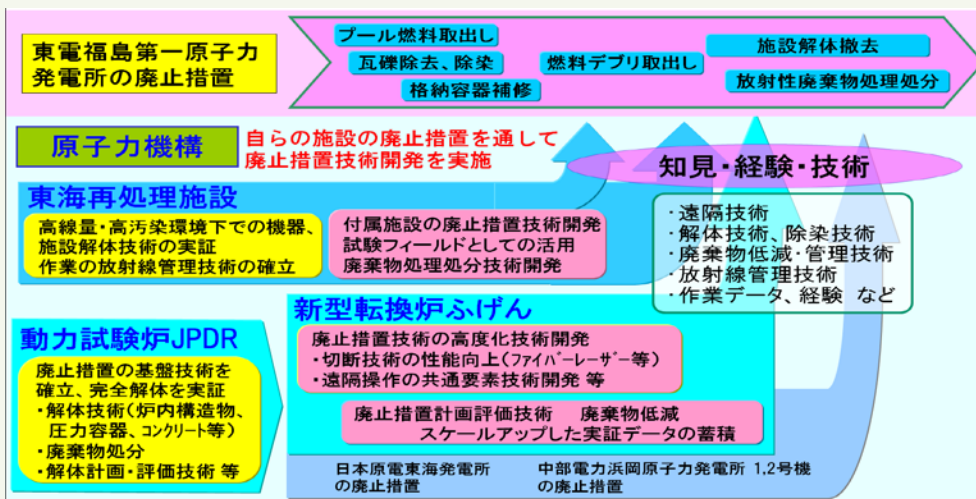 東電福島第一原子力
発電所の廃止措置
プール燃料取出し
瓦礫除去、除染
格納容器補修
燃料デブリ取出し
施設解体撤去
放射性廃棄物処理処分
原子力機構
自らの施設の廃止措置を通して
廃止措置技術開発を実施
知見・経験・技術
・遠隔技術
・解体技術、除染技術
・廃棄物低減・管理技術
・放射線管理技術
・作業データ、経験 など
東海再処理施設
高線量・高汚染環境下での機器、
施設解体技術の実証
作業の放射線管理技術の確立
付属施設の廃止措置技術開発
試験フィールドとしての活用
廃棄物処理処分技術開発
動力試験炉JPDR
廃止措置の基盤技術を
確立、完全解体を実証
・解体技術(炉内構造物、
圧力容器、コンクリート等)
・廃棄物処分
・解体計画・評価技術 等
新型転換炉ふげん
廃止措置技術の高度化技術開発
・切断技術の性能向上(ファイバーレーザー等)
・遠隔操作の共通要素技術開発 等
廃止措置計画評価技術 廃棄物低減
スケールアップした実証データの蓄積
日本原電東海発電所
の廃止措置
中部電力浜岡原子力発電所 1,2号機
の廃止措置